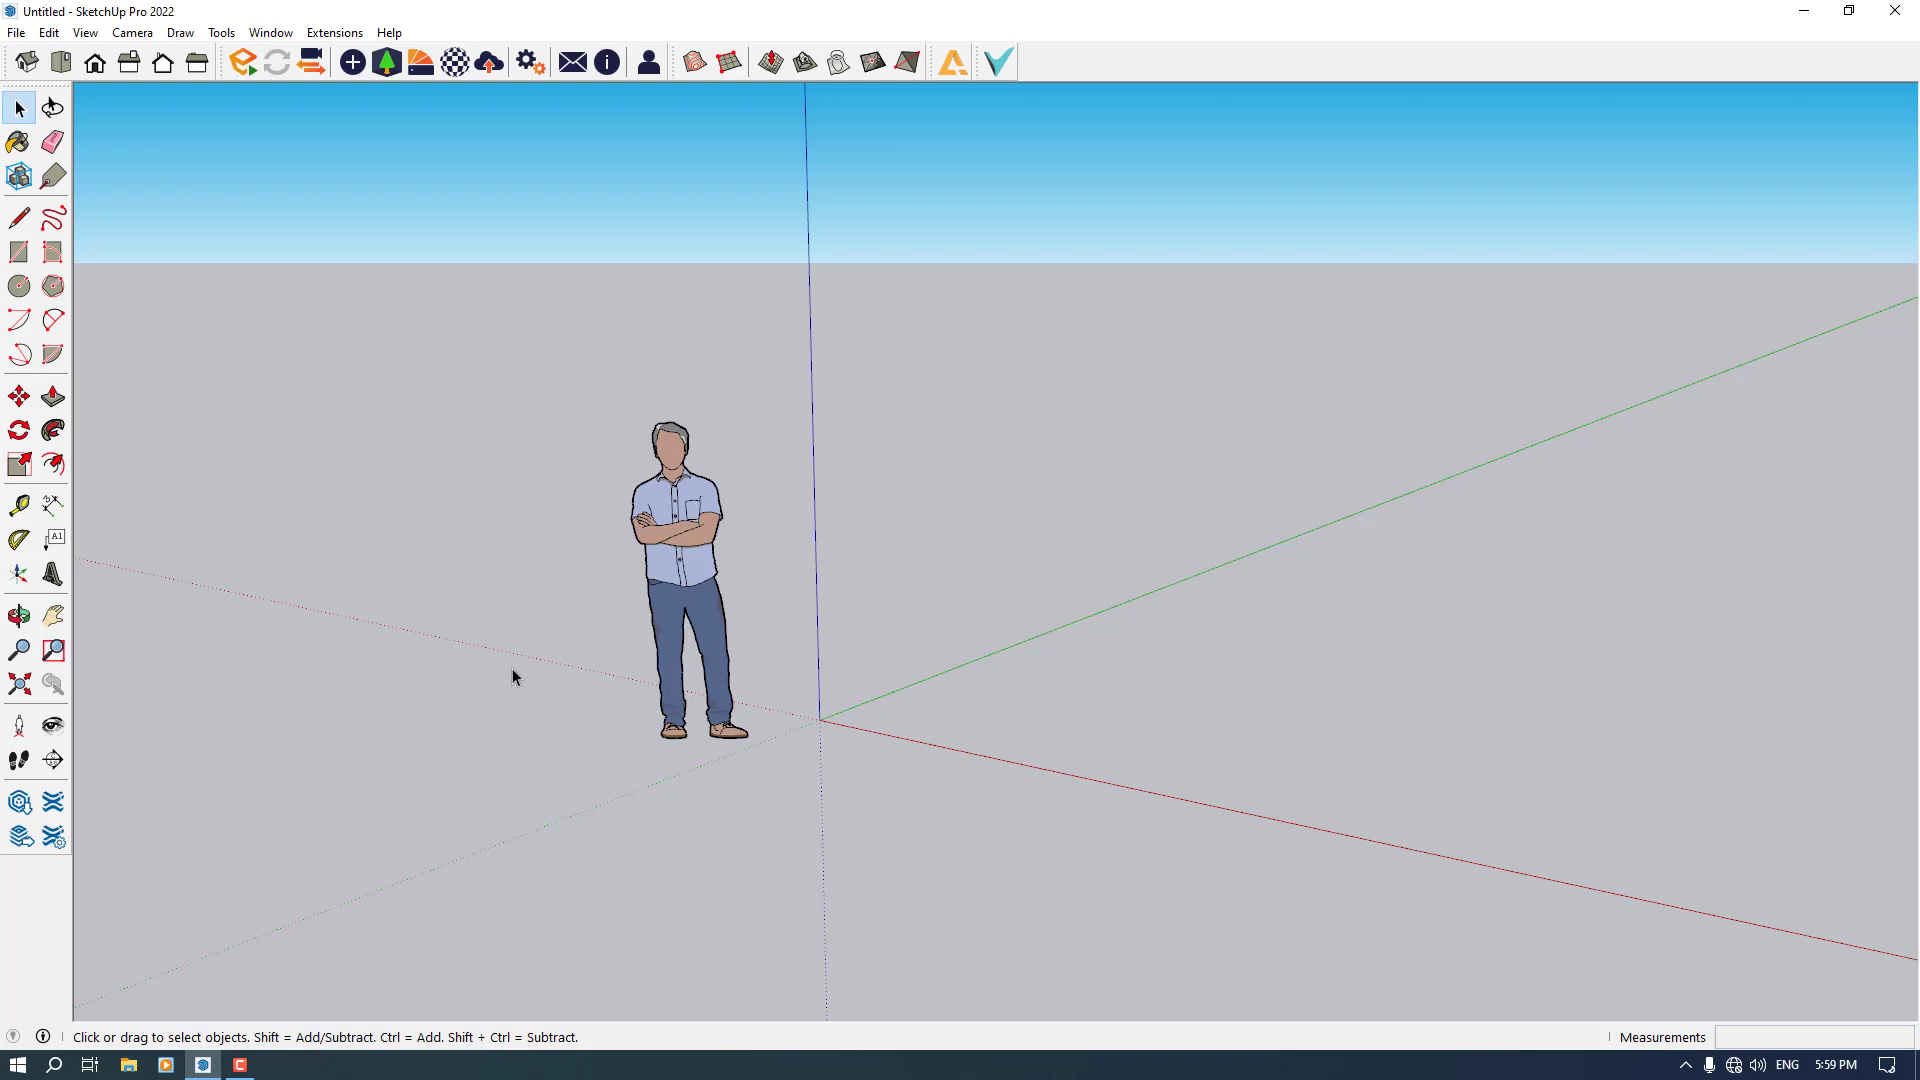 Untitled - SketchUp Pro 2022
File Edit View Camera Draw Tools Window Extensions Help
A1
Click or drag to select objects. Shift = Add/Subtract. Ctrl = Add. Shift + Ctrl = Subtract.
Measurements
ENG 5:59 PM